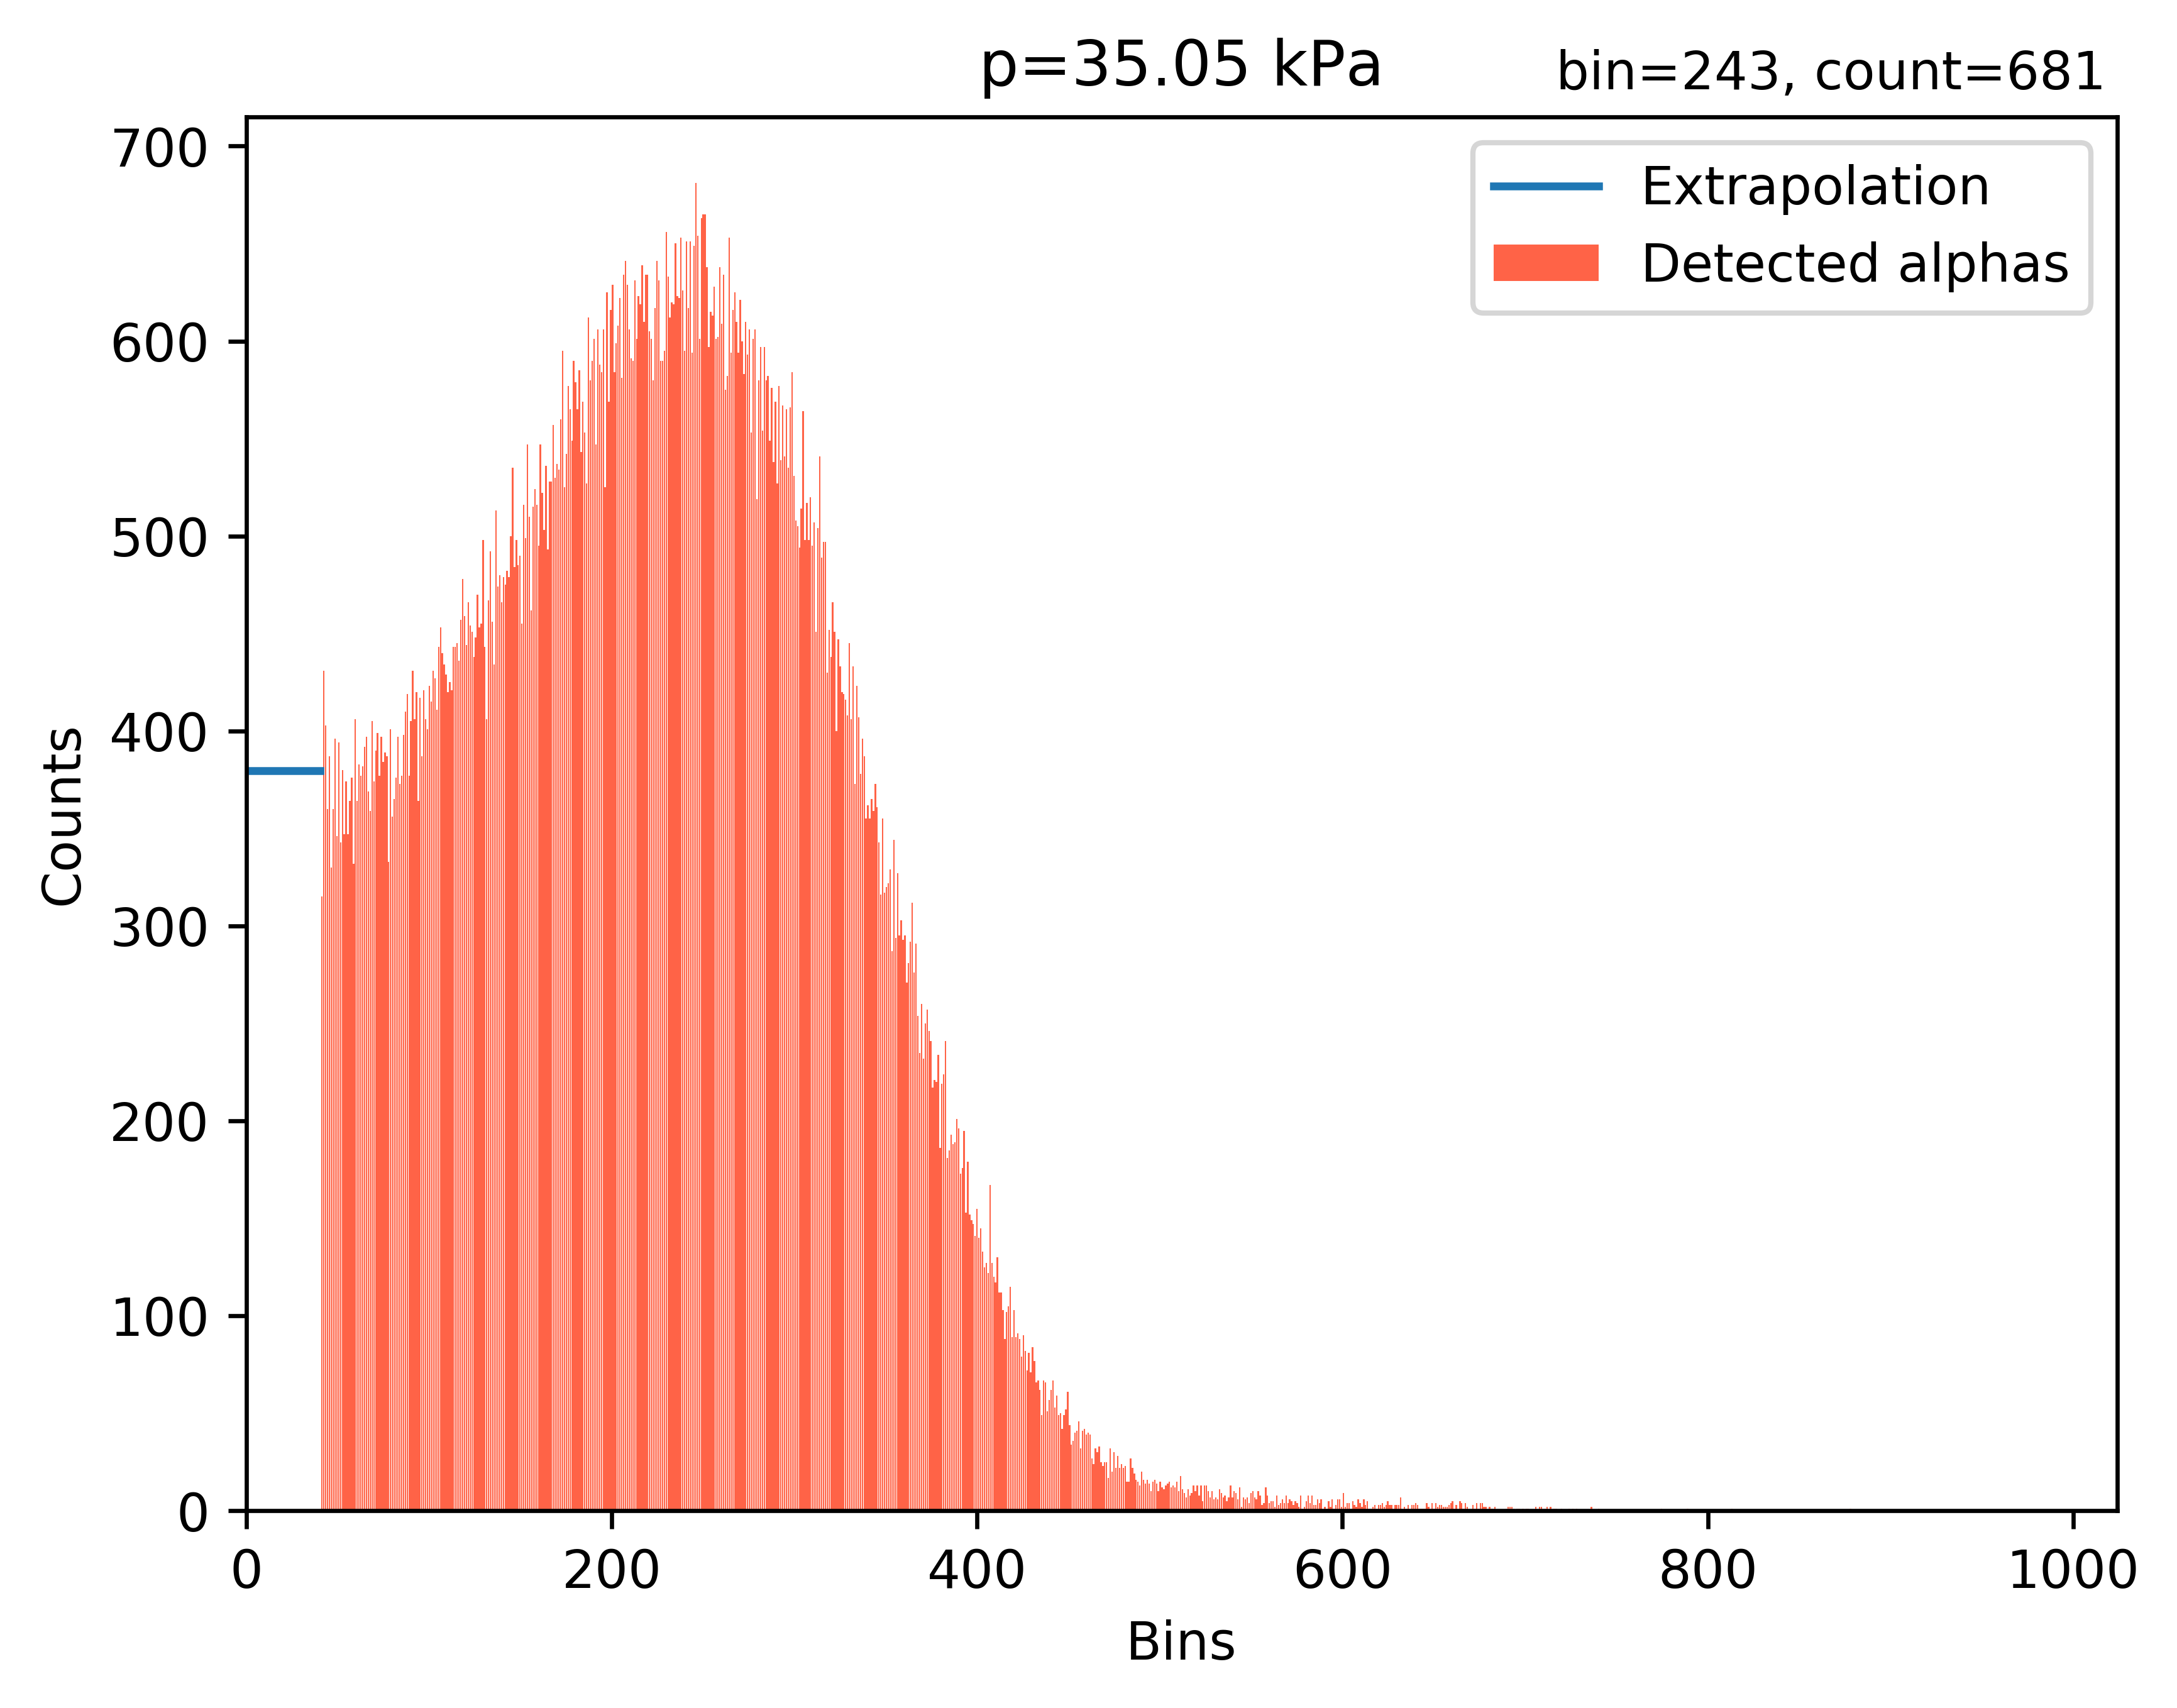 p=35.05 kPa
bin=243, count=681
Extrapolation
Detected alphas
700
600
500
400
300
200
100
0
Counts
0 200 400 600 800 1000
Bins